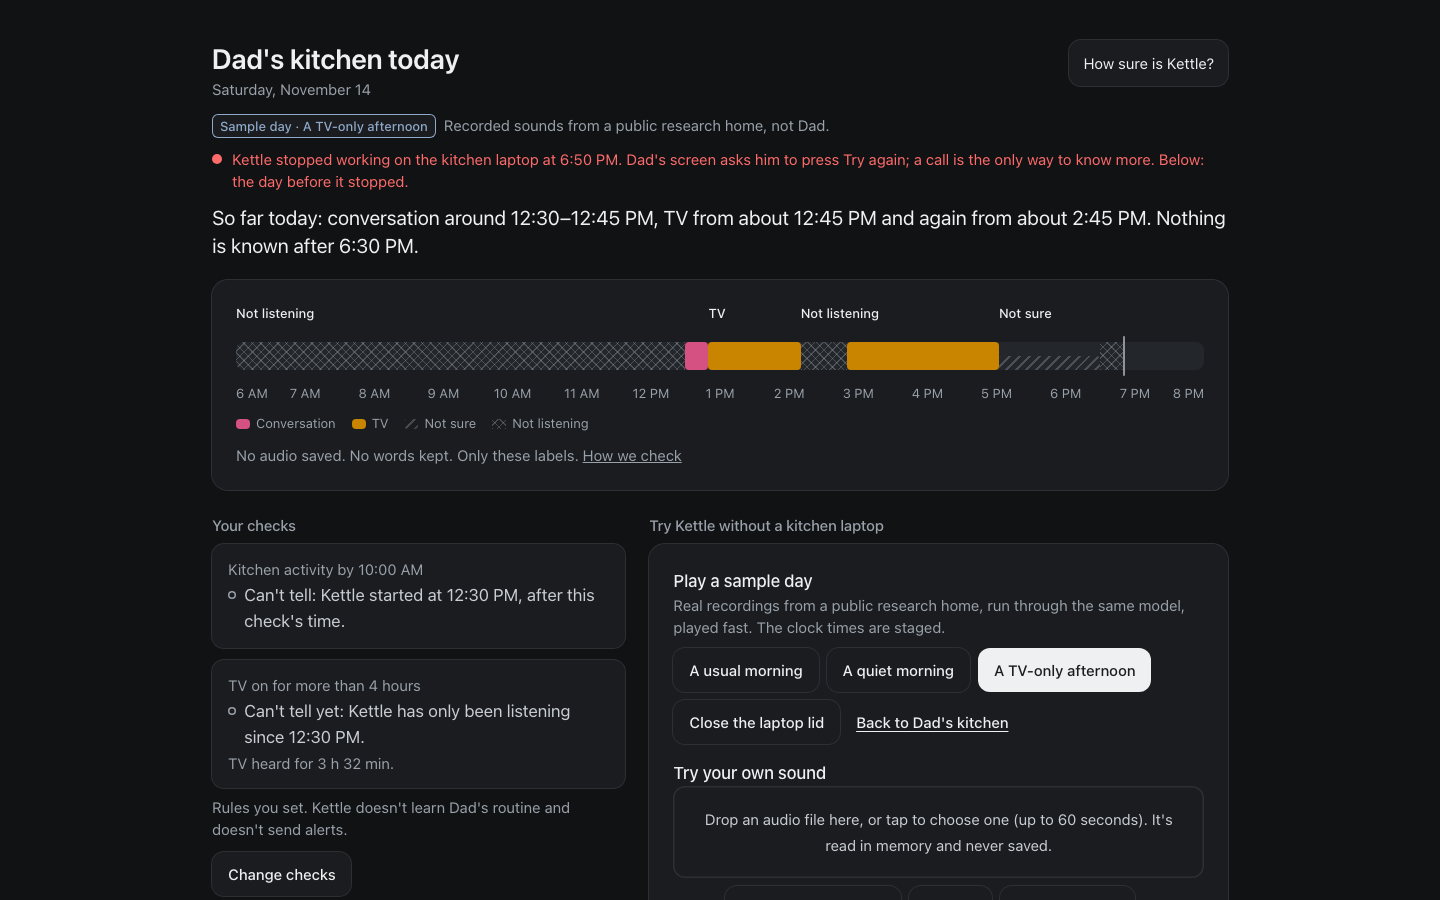 Dad's kitchen today
How sure is Kettle?
Saturday, November 14
Sample day · A TV-only afternoon Recorded sounds from a public research home, not Dad.
Kettle stopped working on the kitchen laptop at 6:50 PM. Dad's screen asks him to press Try again; a call is the only way to know more. Below:
the day before it stopped.
So far today: conversation around 12:30–12:45 PM, TV from about 12:45 PM and again from about 2:45 PM. Nothing
is known after 6:30 PM.
Not listening TV Not listening Not sure
6 AM 7 AM 8 AM 9 AM 10 AM 11 AM 12 PM 1 PM 2 PM 3 PM 4 PM 5 PM 6 PM 7 PM 8 PM
Conversation TV Not sure Not listening
No audio saved. No words kept. Only these labels. How we check
Your checks
Kitchen activity by 10:00 AM
Can't tell: Kettle started at 12:30 PM, after this
check's time.
TV on for more than 4 hours
Can't tell yet: Kettle has only been listening
since 12:30 PM.
TV heard for 3 h 32 min.
Rules you set. Kettle doesn't learn Dad's routine and
doesn't send alerts.
Change checks
Try Kettle without a kitchen laptop
Play a sample day
Real recordings from a public research home, run through the same model,
played fast. The clock times are staged.
A usual morning A quiet morning A TV-only afternoon
Close the laptop lid Back to Dad's kitchen
Try your own sound
Drop an audio file here, or tap to choose one (up to 60 seconds). It's
read in memory and never saved.